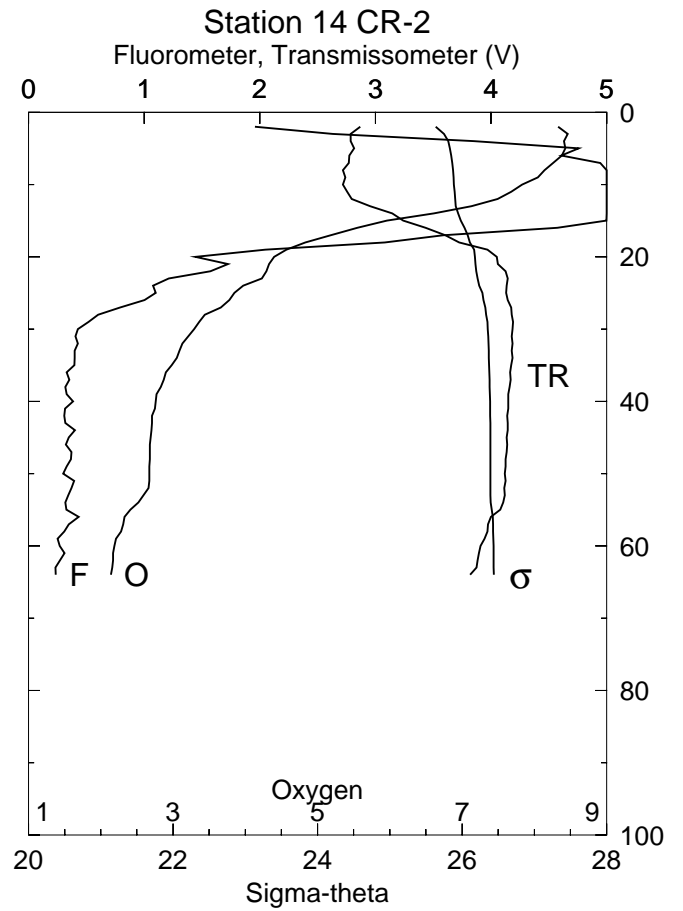 Station 14 CR-2
Fluorometer, Transmissometer (V)
0 1 2 3 4 5
0
20
TR
40
F O σ
60
80
Oxygen
1 3 5 7 9
100
20 22 24 26 28
Sigma-theta